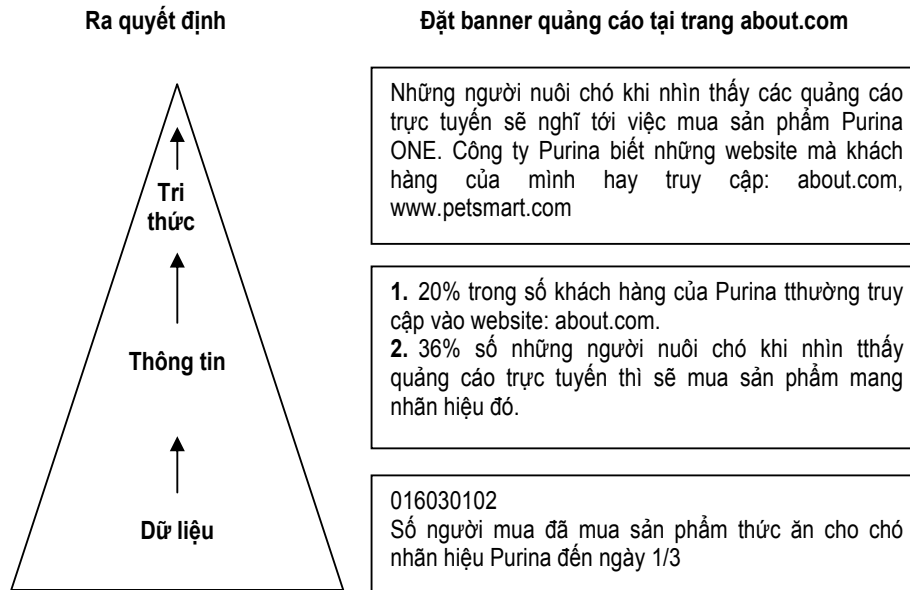 Ra quyết định
Đặt banner quảng cáo tại trang about.com
Những người nuôi chó khi nhìn thấy các quảng cáo
trực tuyến sẽ nghĩ tới việc mua sản phẩm Purina
ONE. Công ty Purina biết những website mà khách
hàng của mình hay truy cập: about.com,
www.petsmart.com
Tri
thức
1. 20% trong số khách hàng của Purina tthường truy
cập vào website: about.com.
2. 36% số những người nuôi chó khi nhìn tthấy
quảng cáo trực tuyến thì sẽ mua sản phẩm mang
nhãn hiệu đó.
Thông tin
016030102
Số người mua đã mua sản phẩm thức ăn cho chó
nhãn hiệu Purina đến ngày 1/3
Dữ liệu